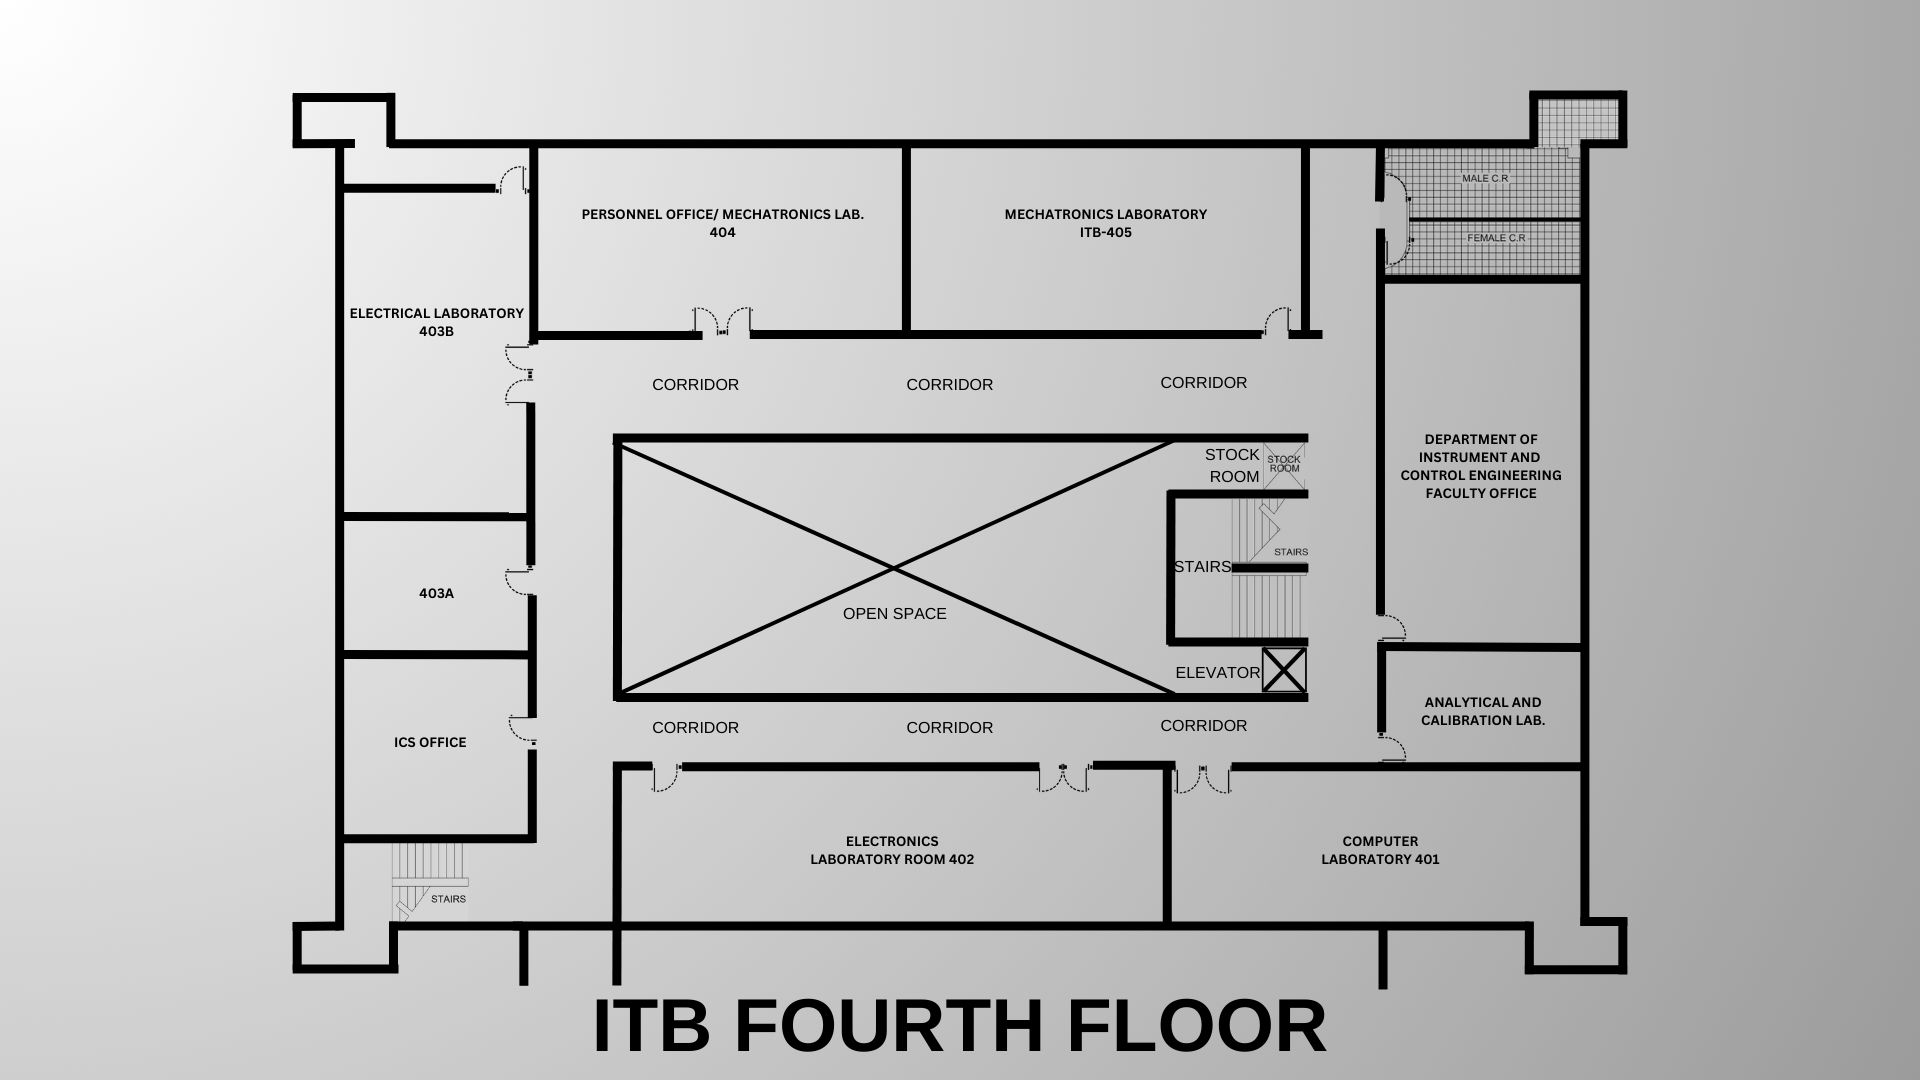 MALE C.R
FEMALE C.R
PERSONNEL OFFICE/ MECHATRONICS LAB.
404
MECHATRONICS LABORATORY
ITB-405
ELECTRICAL LABORATORY
403B
CORRIDOR
CORRIDOR
CORRIDOR
DEPARTMENT OF
INSTRUMENT AND
CONTROL ENGINEERING
FACULTY OFFICE
STOCK
ROOM
STOCK
ROOM
STAIRS
STAIRS
403A
OPEN SPACE
ELEVATOR
ANALYTICAL AND
CALIBRATION LAB.
CORRIDOR
CORRIDOR
CORRIDOR
ICS OFFICE
ELECTRONICS
LABORATORY ROOM 402
COMPUTER
LABORATORY 401
STAIRS
ITB FOURTH FLOOR